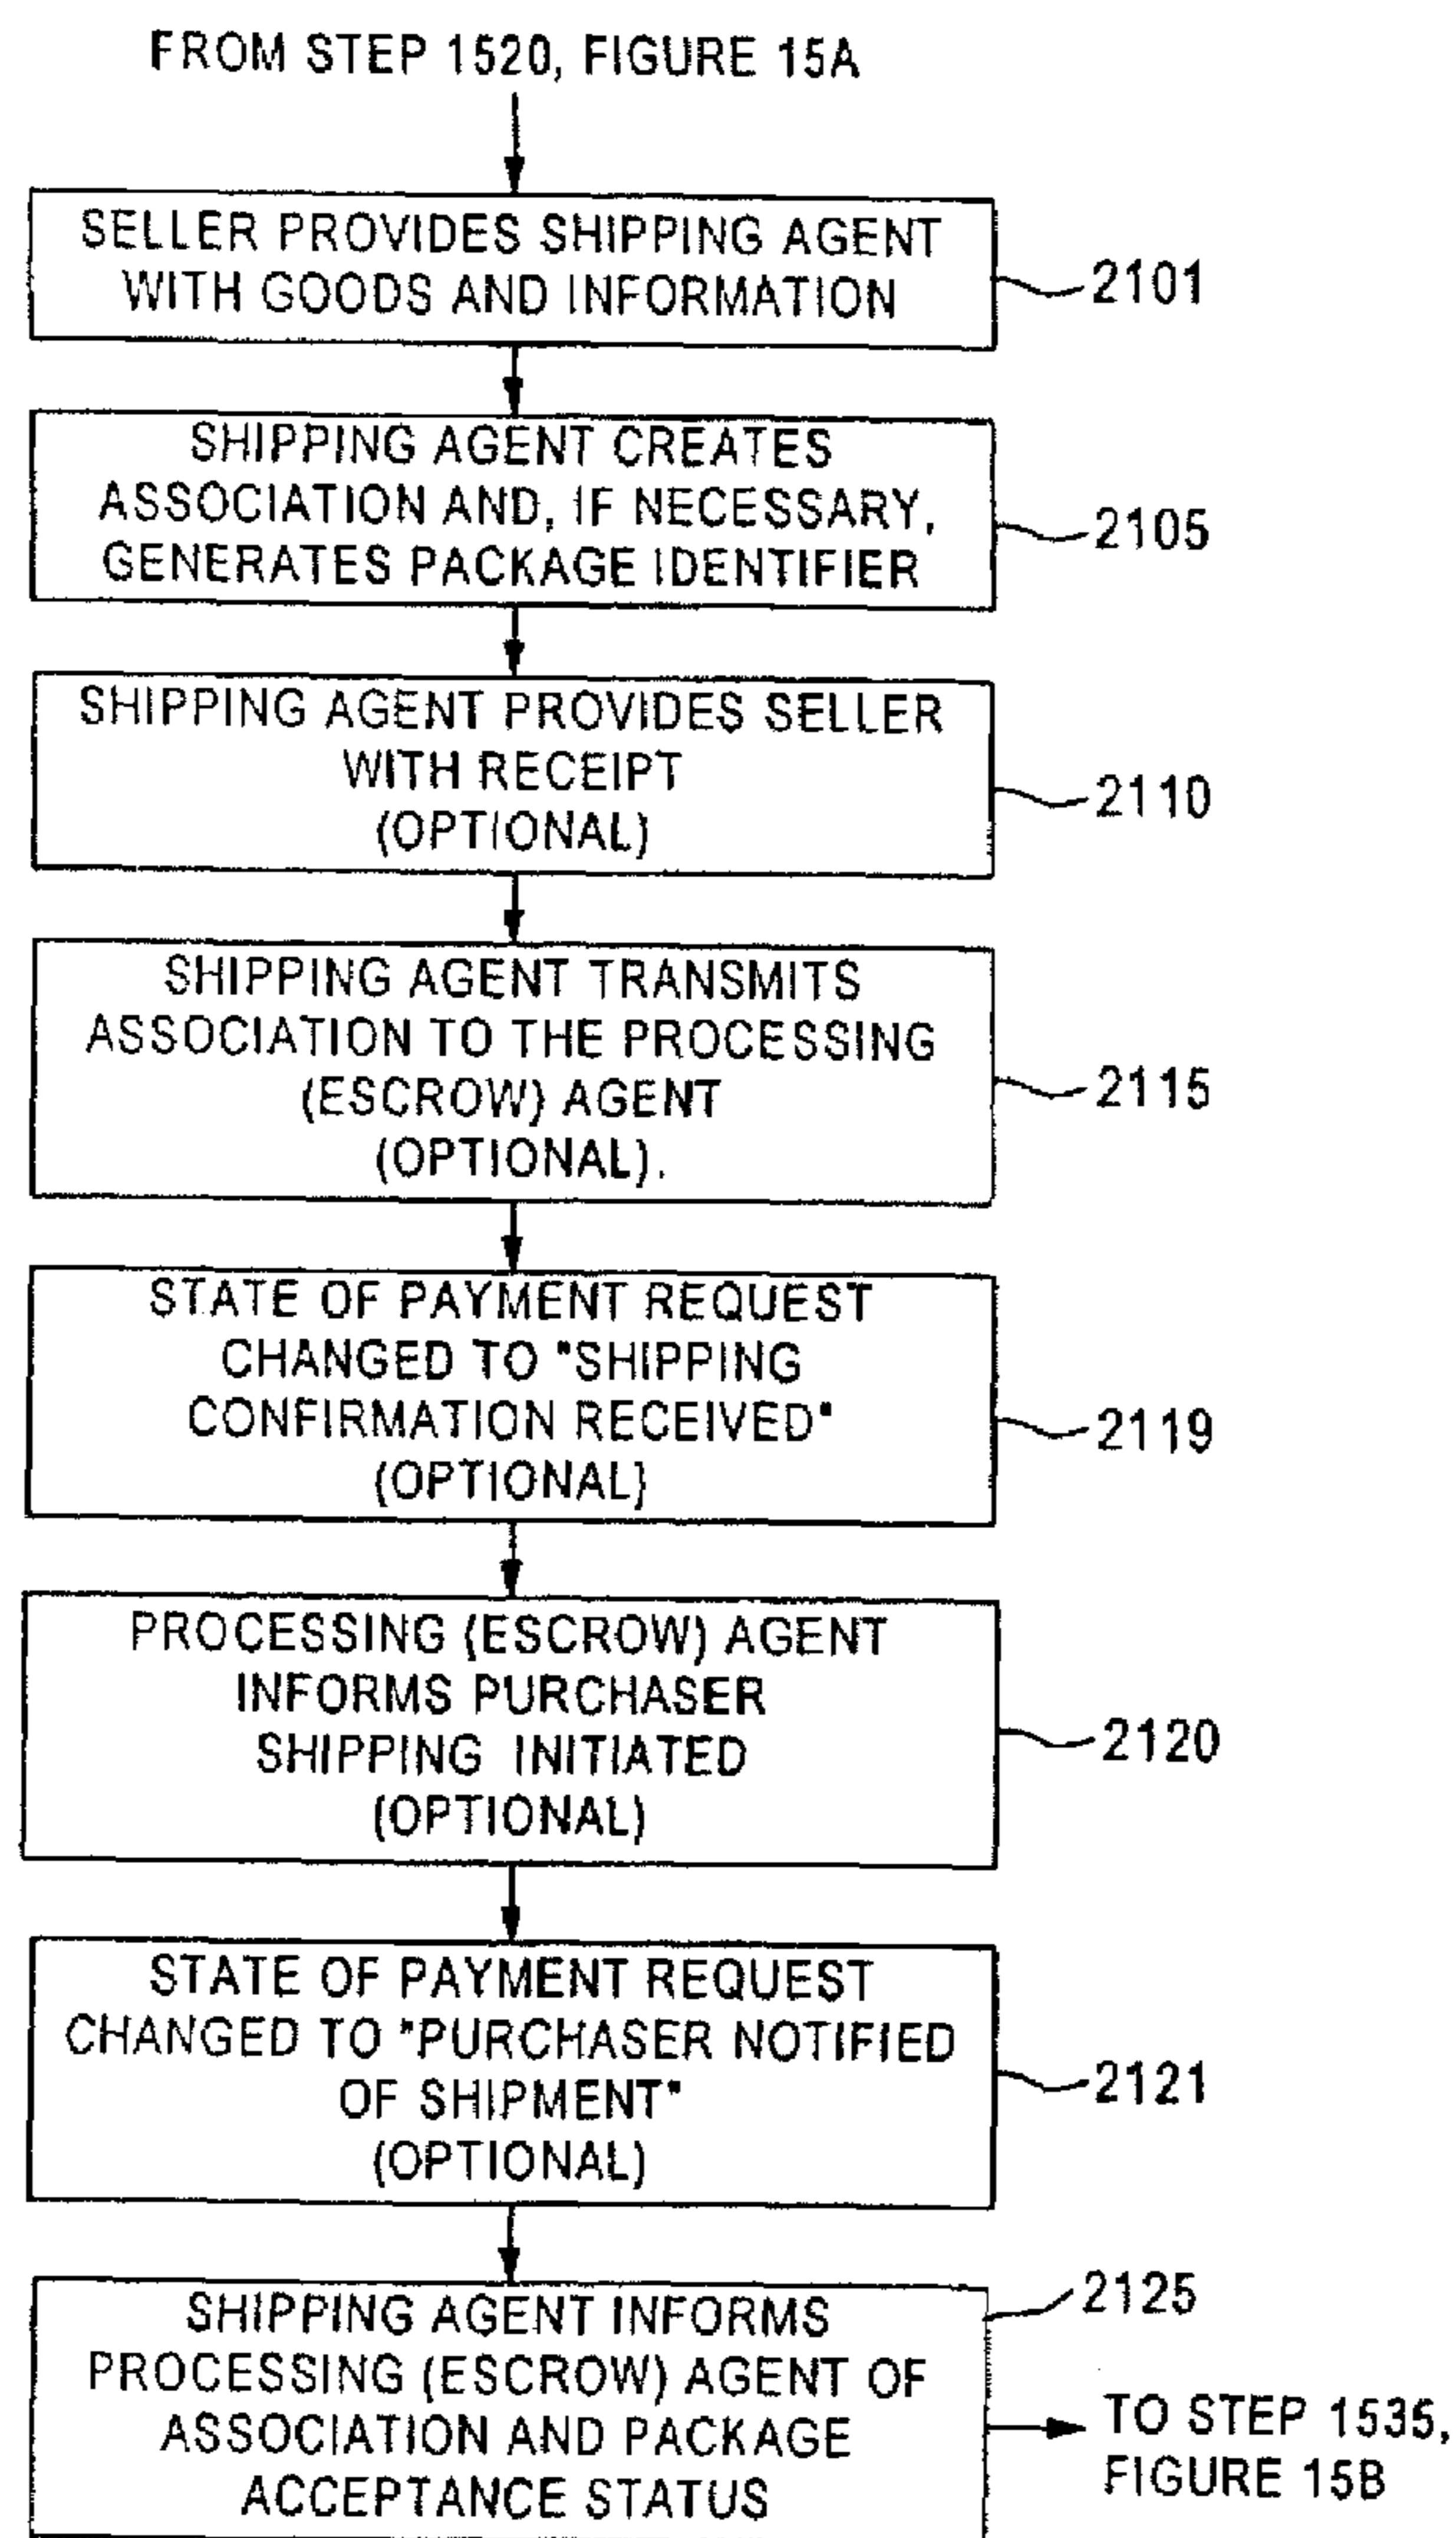 FROM STEP 1520, FIGURE 15A
SELLER PROVIDES SHIPPING AGENT
WITH GOODS AND INFORMATION
2101
SHIPPING AGENT CREATES
ASSOCIATION AND, IF NECESSARY,
GENERATES PACKAGE IDENTIFIER
2105
SHIPPING AGENT PROVIDES SELLER
WITH RECEIPT
(OPTIONAL)
2110
SHIPPING AGENT TRANSMITS
ASSOCIATION TO THE PROCESSING
(ESCROW) AGENT
(OPTIONAL).
2115
STATE OF PAYMENT REQUEST
CHANGED TO "SHIPPING
CONFIRMATION RECEIVED"
(OPTIONAL)
2119
PROCESSING (ESCROW) AGENT
INFORMS PURCHASER
SHIPPING INITIATED
(OPTIONAL)
2120
STATE OF PAYMENT REQUEST
CHANGED TO "PURCHASER NOTIFIED
OF SHIPMENT"
(OPTIONAL)
2121
SHIPPING AGENT INFORMS
PROCESSING (ESCROW) AGENT OF
ASSOCIATION AND PACKAGE
ACCEPTANCE STATUS
2125
TO STEP 1535,
FIGURE 15B